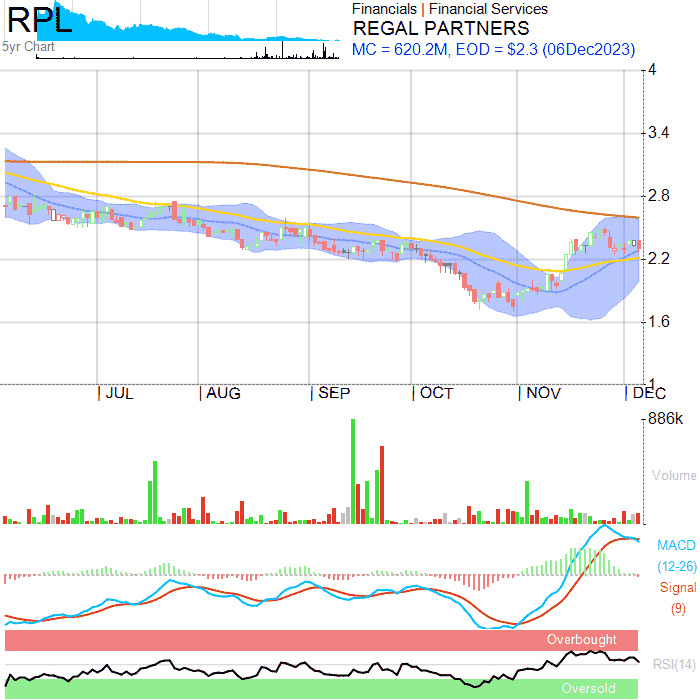 RPL
5yr Chart
Financials | Financial Services
REGAL PARTNERS
MC = 620.2M, EOD = $2.3 (06Dec2023)
4
3.4
2.8
2.2
1.6
1
JUL AUG SEP OCT NOV DEC
886k
Volume
MACD
(12-26)
Signal
(9)
Overbought
RSI(14)
Oversold